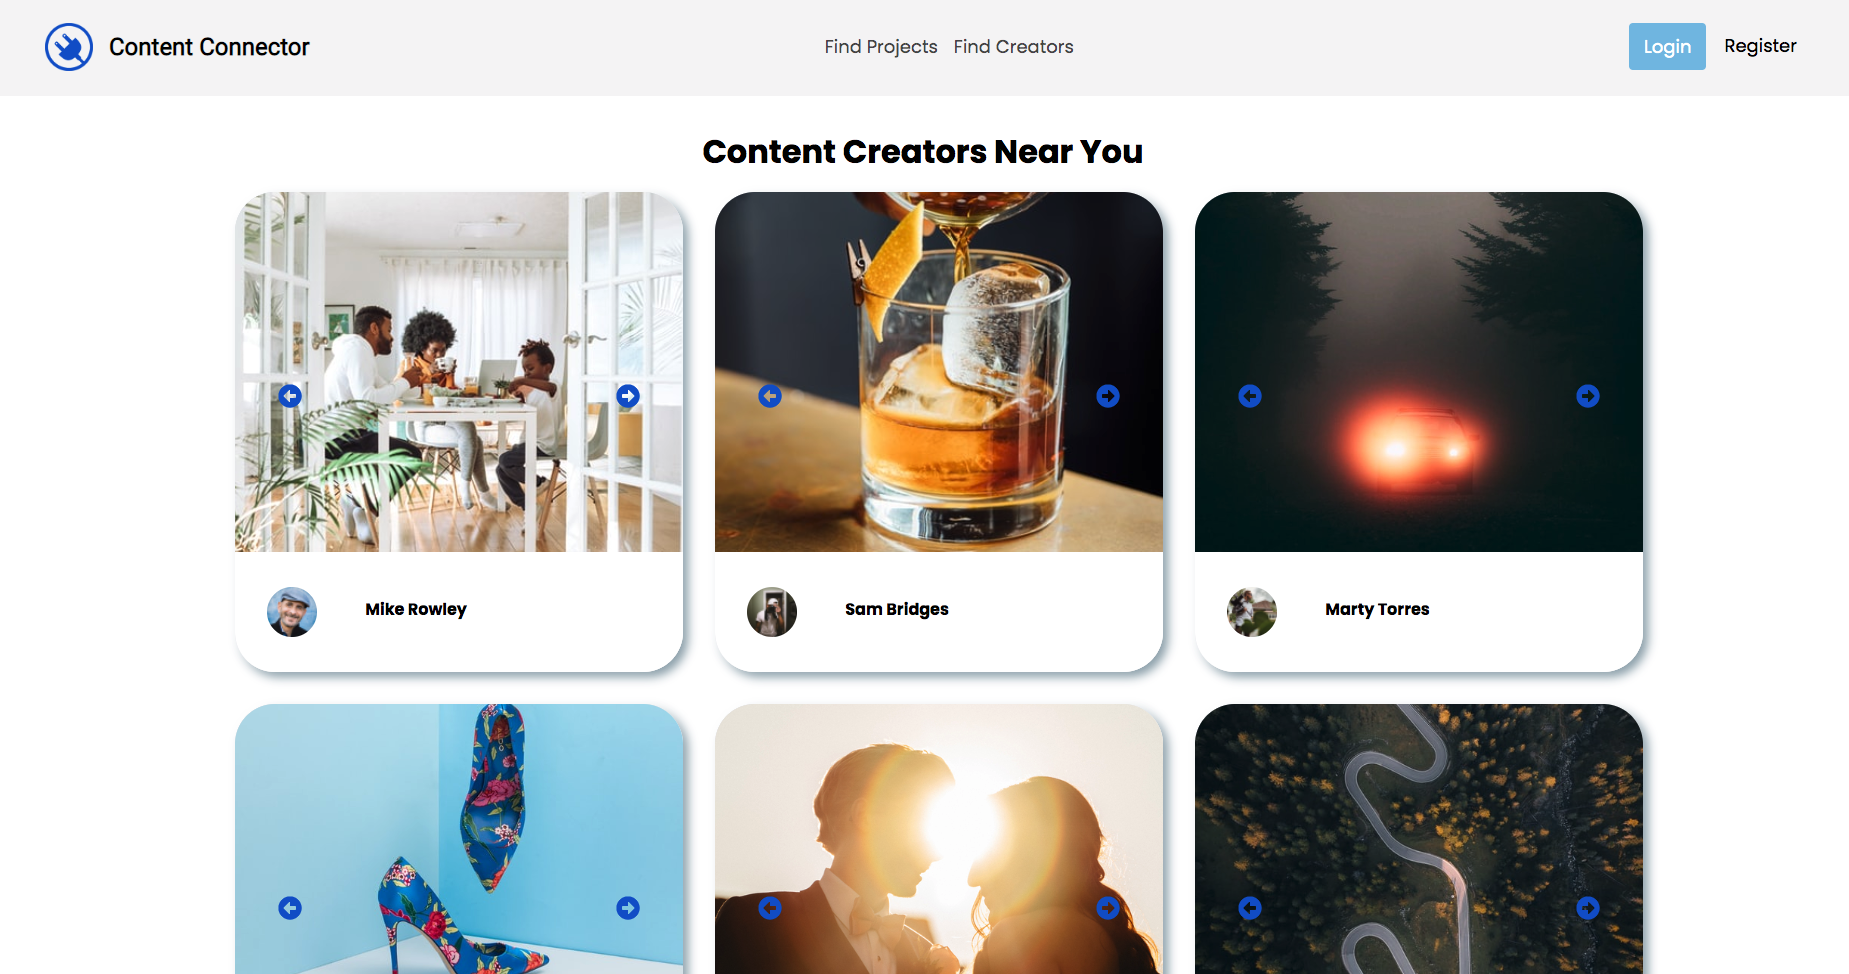 Content Connector
Find Projects Find Creators
Login Register
Content Creators Near You
Mike Rowley
Sam Bridges
Marty Torres